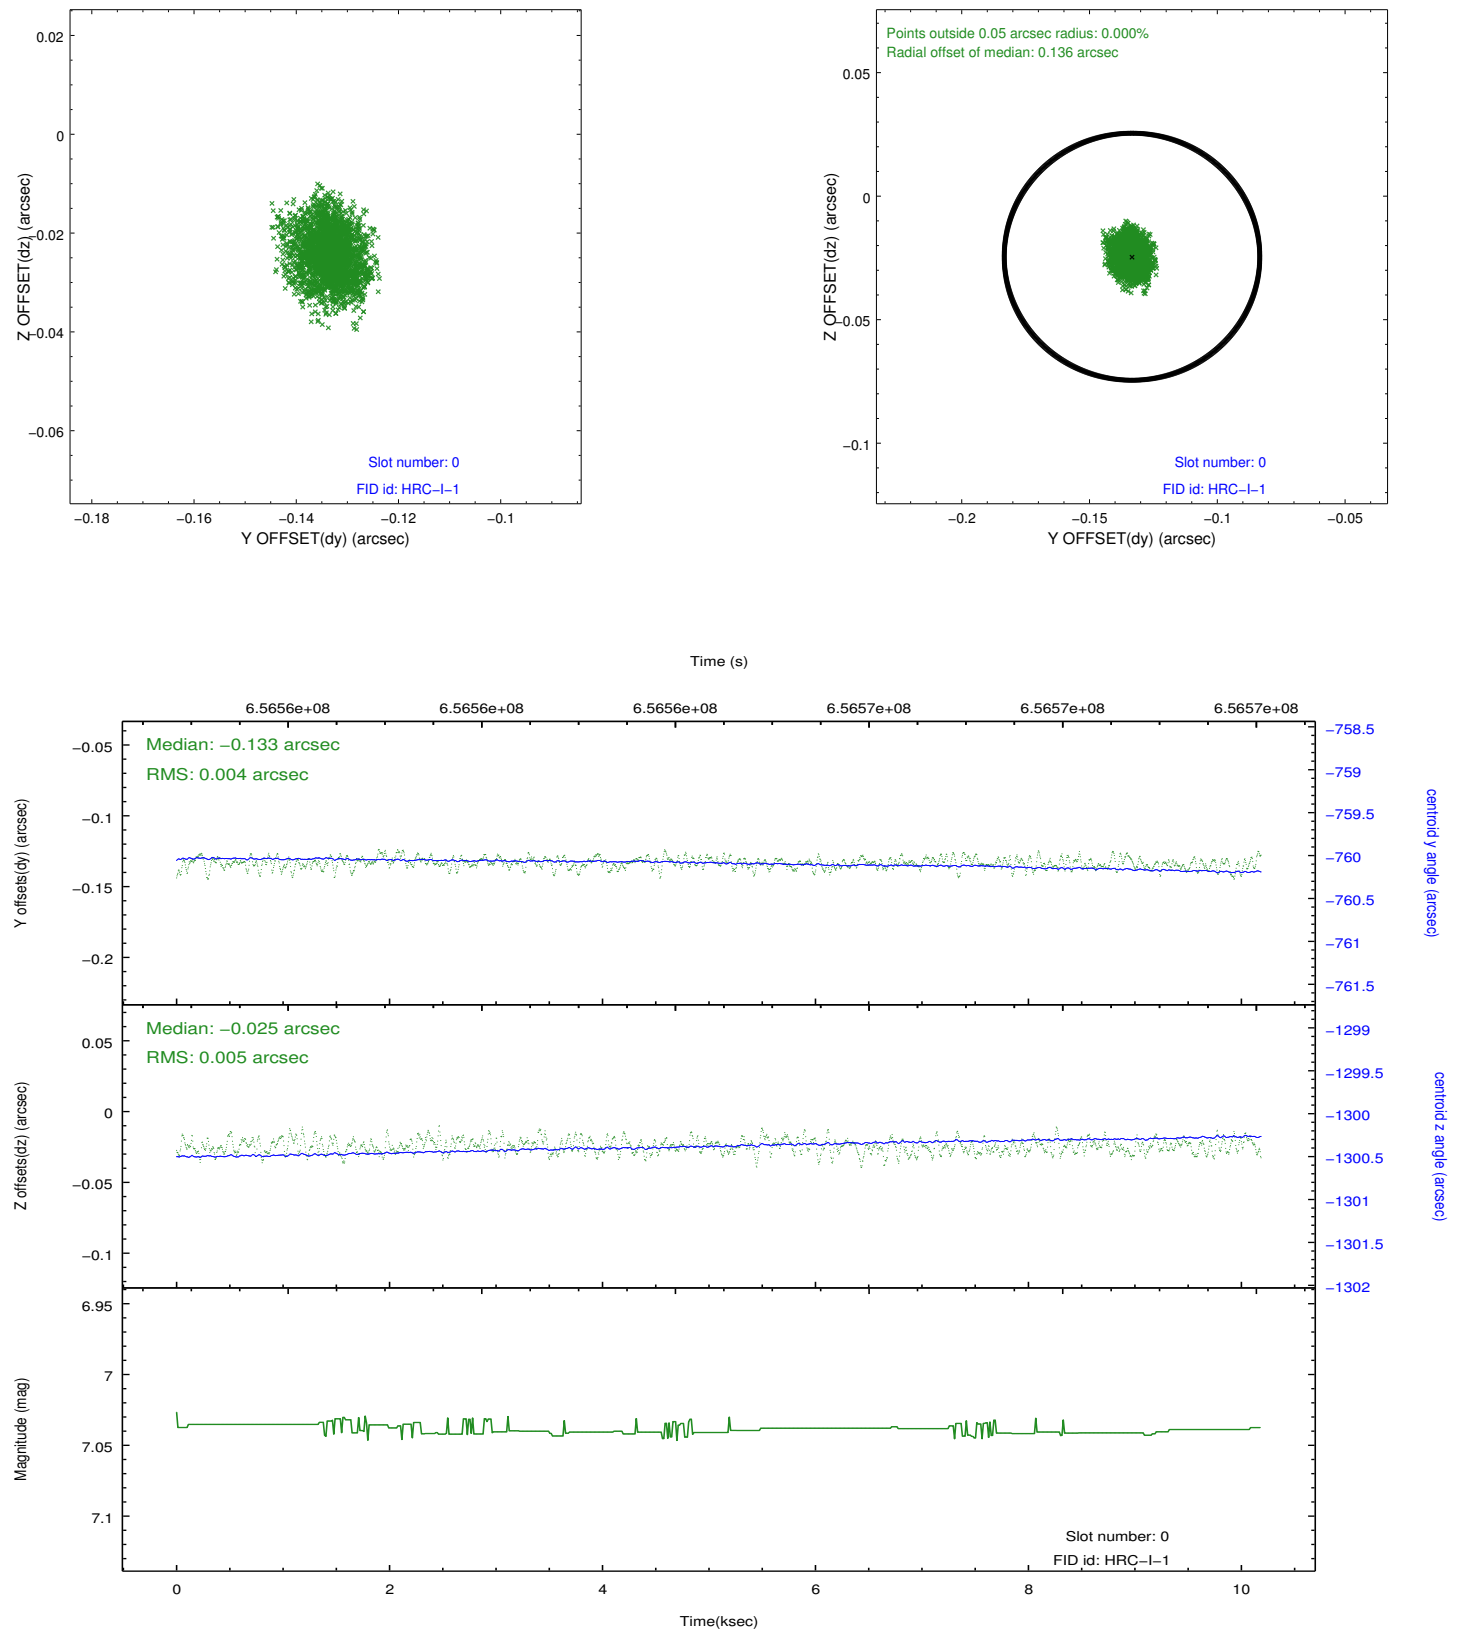 0.02
0
−0.02
−0.04
−0.06
Z OFFSET(dz) (arcsec)
Slot number: 0
FID id: HRC−I−1
−0.18
−0.16
−0.14
−0.12
−0.1
Y OFFSET(dy) (arcsec)
Points outside 0.05 arcsec radius: 0.000%
Radial offset of median: 0.136 arcsec
0.05
0
−0.05
−0.1
Z OFFSET(dz) (arcsec)
Slot number: 0
FID id: HRC−I−1
−0.2
−0.15
−0.1
−0.05
Y OFFSET(dy) (arcsec)
Time (s)
6.5656e+08
6.5656e+08
6.5656e+08
6.5657e+08
6.5657e+08
6.5657e+08
Median: −0.133 arcsec
RMS: 0.004 arcsec
−0.05
−0.1
−0.15
−0.2
Y offsets(dy) (arcsec)
−758.5
−759
−759.5
−760
−760.5
−761
−761.5
centroid y angle (arcsec)
Median: −0.025 arcsec
RMS: 0.005 arcsec
0.05
0
−0.05
−0.1
Z offsets(dz) (arcsec)
−1299
−1299.5
−1300
−1300.5
−1301
−1301.5
−1302
centroid z angle (arcsec)
6.95
7
7.05
7.1
Magnitude (mag)
Slot number: 0
FID id: HRC−I−1
0
2
4
6
8
10
Time(ksec)